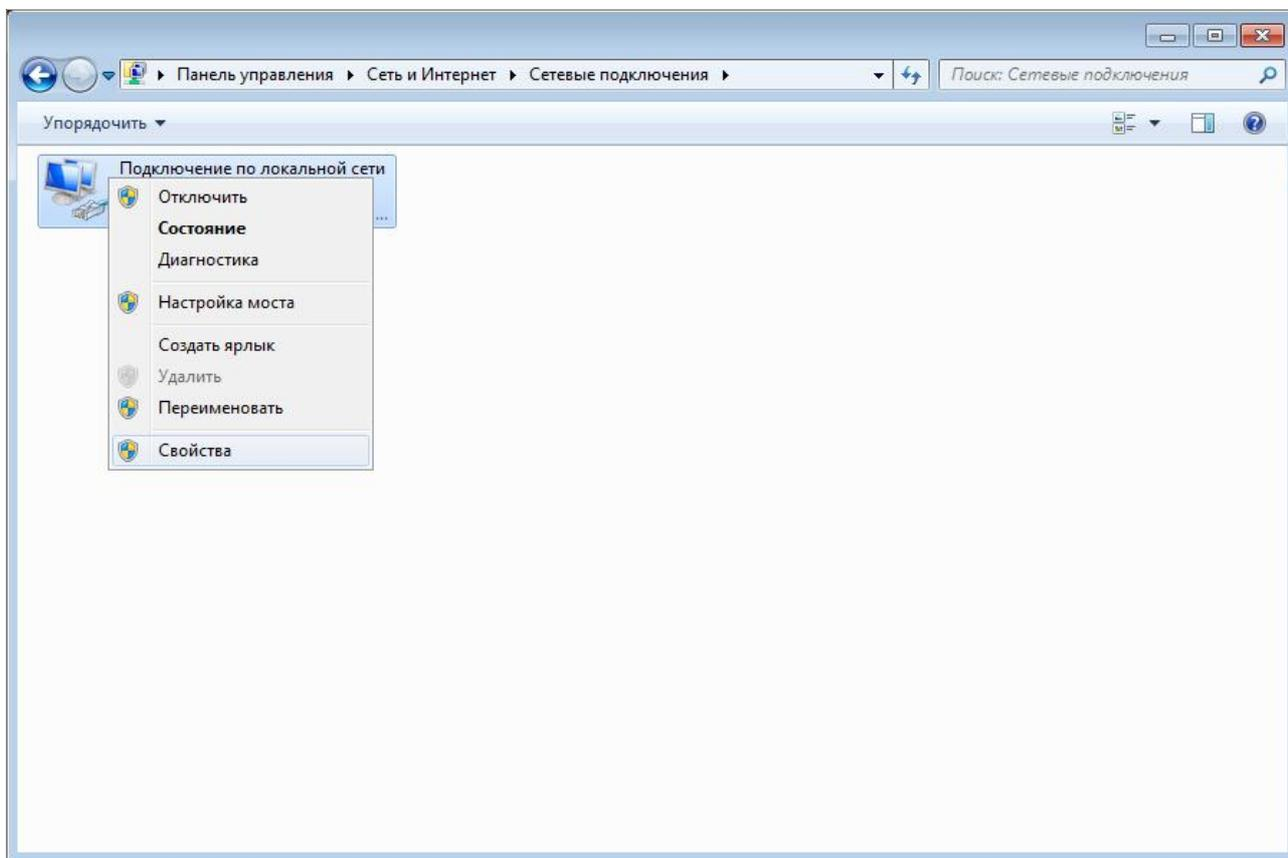 Панель управления ▸ Сеть и Интернет ▸ Сетевые подключения ▸
Поиск: Сетевые подключения
Упорядочить
Подключение по локальной сети
...
Отключить
Состояние
Диагностика
Настройка моста
Создать ярлык
Удалить
Переименовать
Свойства